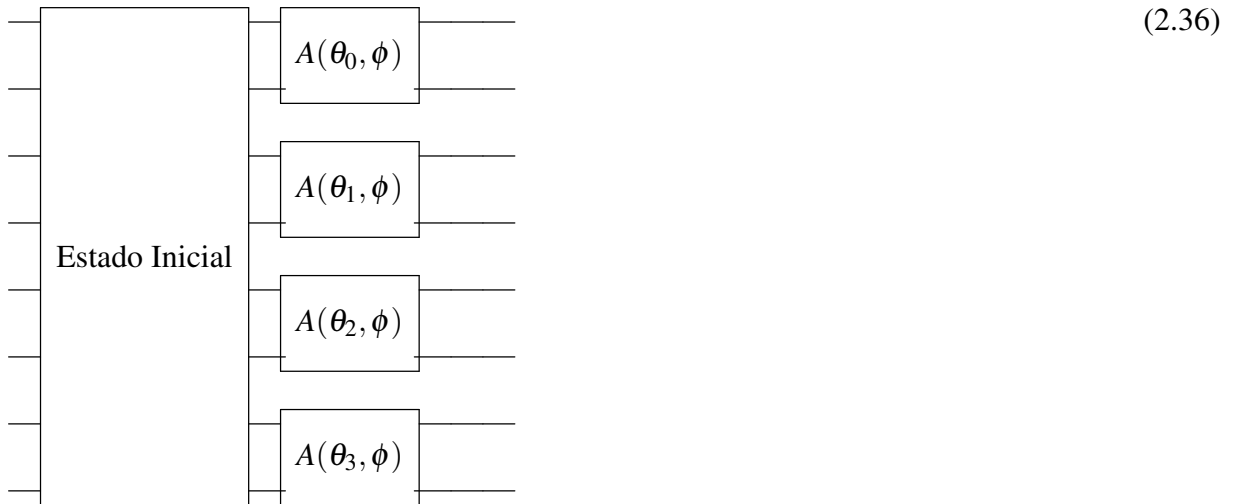 (2.36)
A(θ₀, ϕ)
A(θ₁, ϕ)
Estado Inicial
A(θ₂, ϕ)
A(θ₃, ϕ)